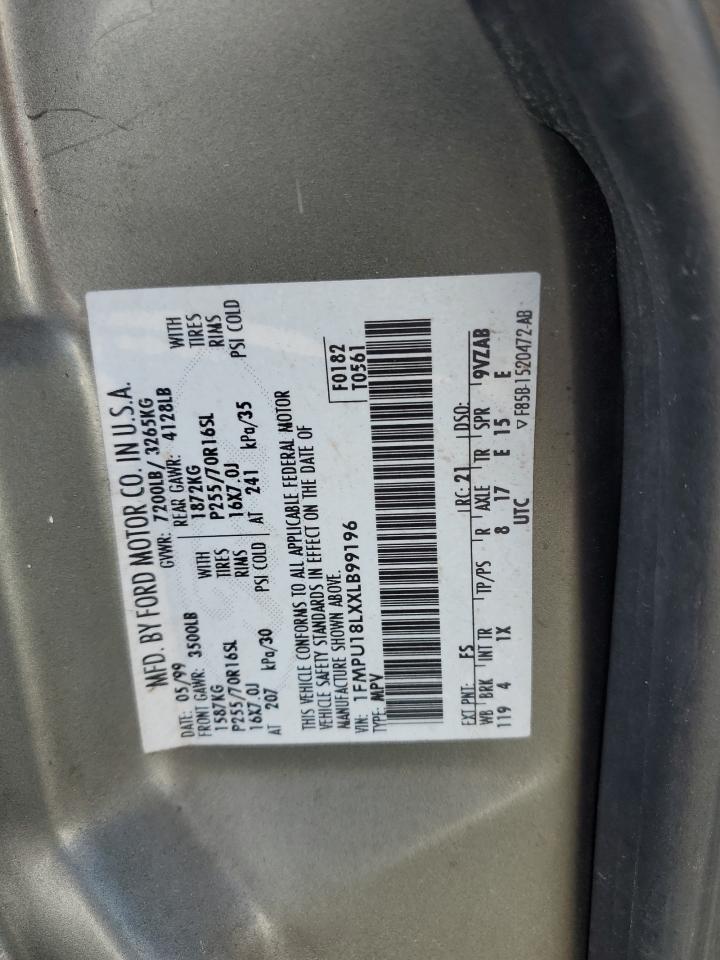 MFD. BY FORD MOTOR CO. IN U.S.A.
DATE: 05/99 GVWR: 7200LB/ 3265KG
FRONT GAWR: 3500LB REAR GAWR: 4128LB
1587KG WITH 1872KG WITH
P255/70R16SL TIRES P255/70R16SL TIRES
16X7.0J RIMS 16X7.0J RIMS
AT 207 kPa/30 PSI COLD AT 241 kPa/35 PSI COLD
THIS VEHICLE CONFORMS TO ALL APPLICABLE FEDERAL MOTOR
VEHICLE SAFETY STANDARDS IN EFFECT ON THE DATE OF
MANUFACTURE SHOWN ABOVE.
VIN: 1FMPU18LXXLB99196
TYPE: MPV
F0182
T0561
EXT PNT: FS RC: 21 DSO:
WB BRK INT TR TP/PS R AXLE TR SPR 9VZAB
119 4 1X 8 17 E 15 E
UTC
▽ F85B-1520472-AB